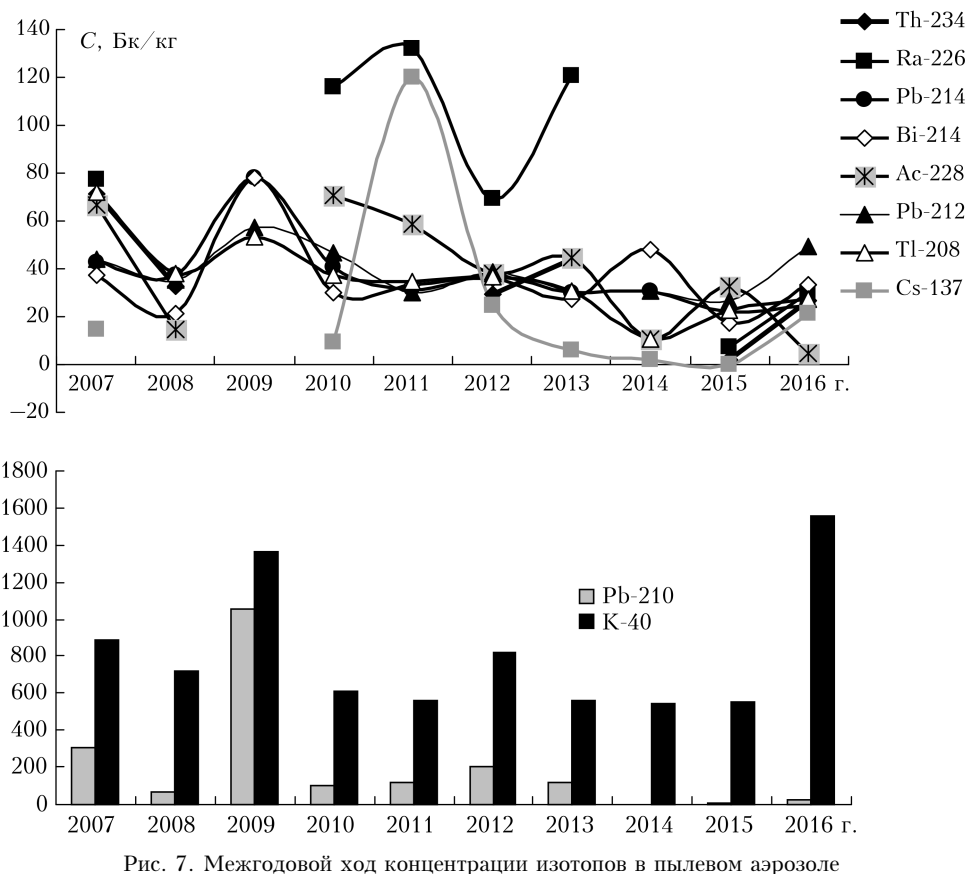 140
C, Бк/кг
120
100
80
60
40
20
0
−20
2007 2008 2009 2010 2011 2012 2013 2014 2015 2016 г.
Th-234
Ra-226
Pb-214
Bi-214
Ac-228
Pb-212
Tl-208
Cs-137
1800
1600
1400
1200
1000
800
600
400
200
0
Pb-210
K-40
2007 2008 2009 2010 2011 2012 2013 2014 2015 2016 г.
Рис. 7. Межгодовой ход концентрации изотопов в пылевом аэрозоле